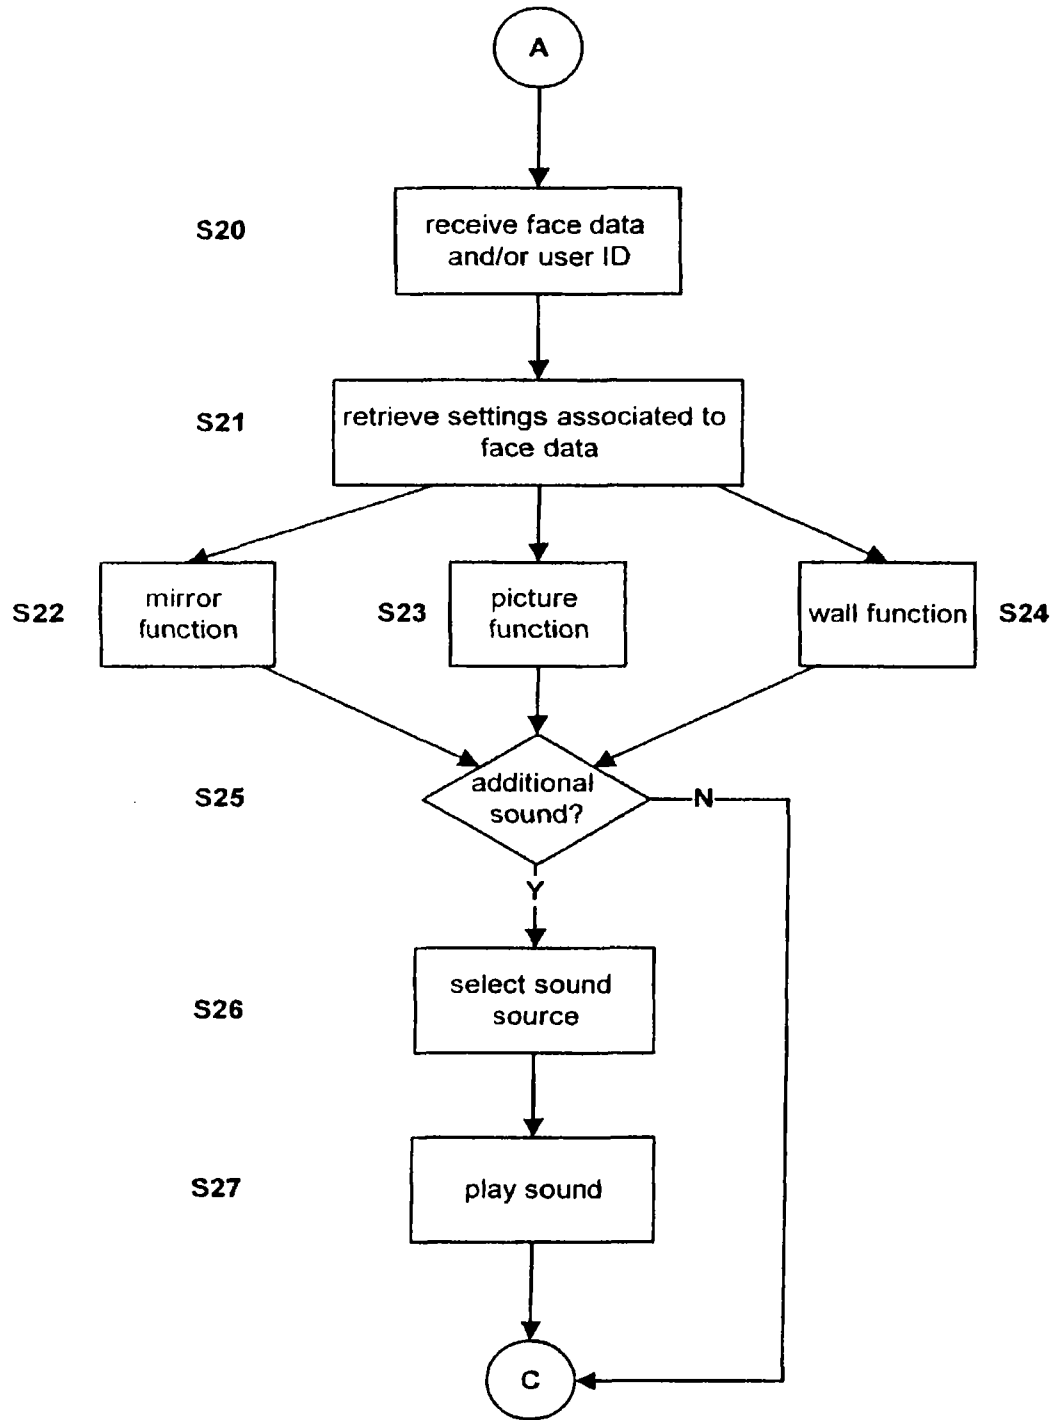 A
S20
receive face data
and/or user ID
S21
retrieve settings associated to
face data
S22
mirror
function
S23
picture
function
wall function
S24
S25
additional
sound?
N
Y
S26
select sound
source
S27
play sound
C